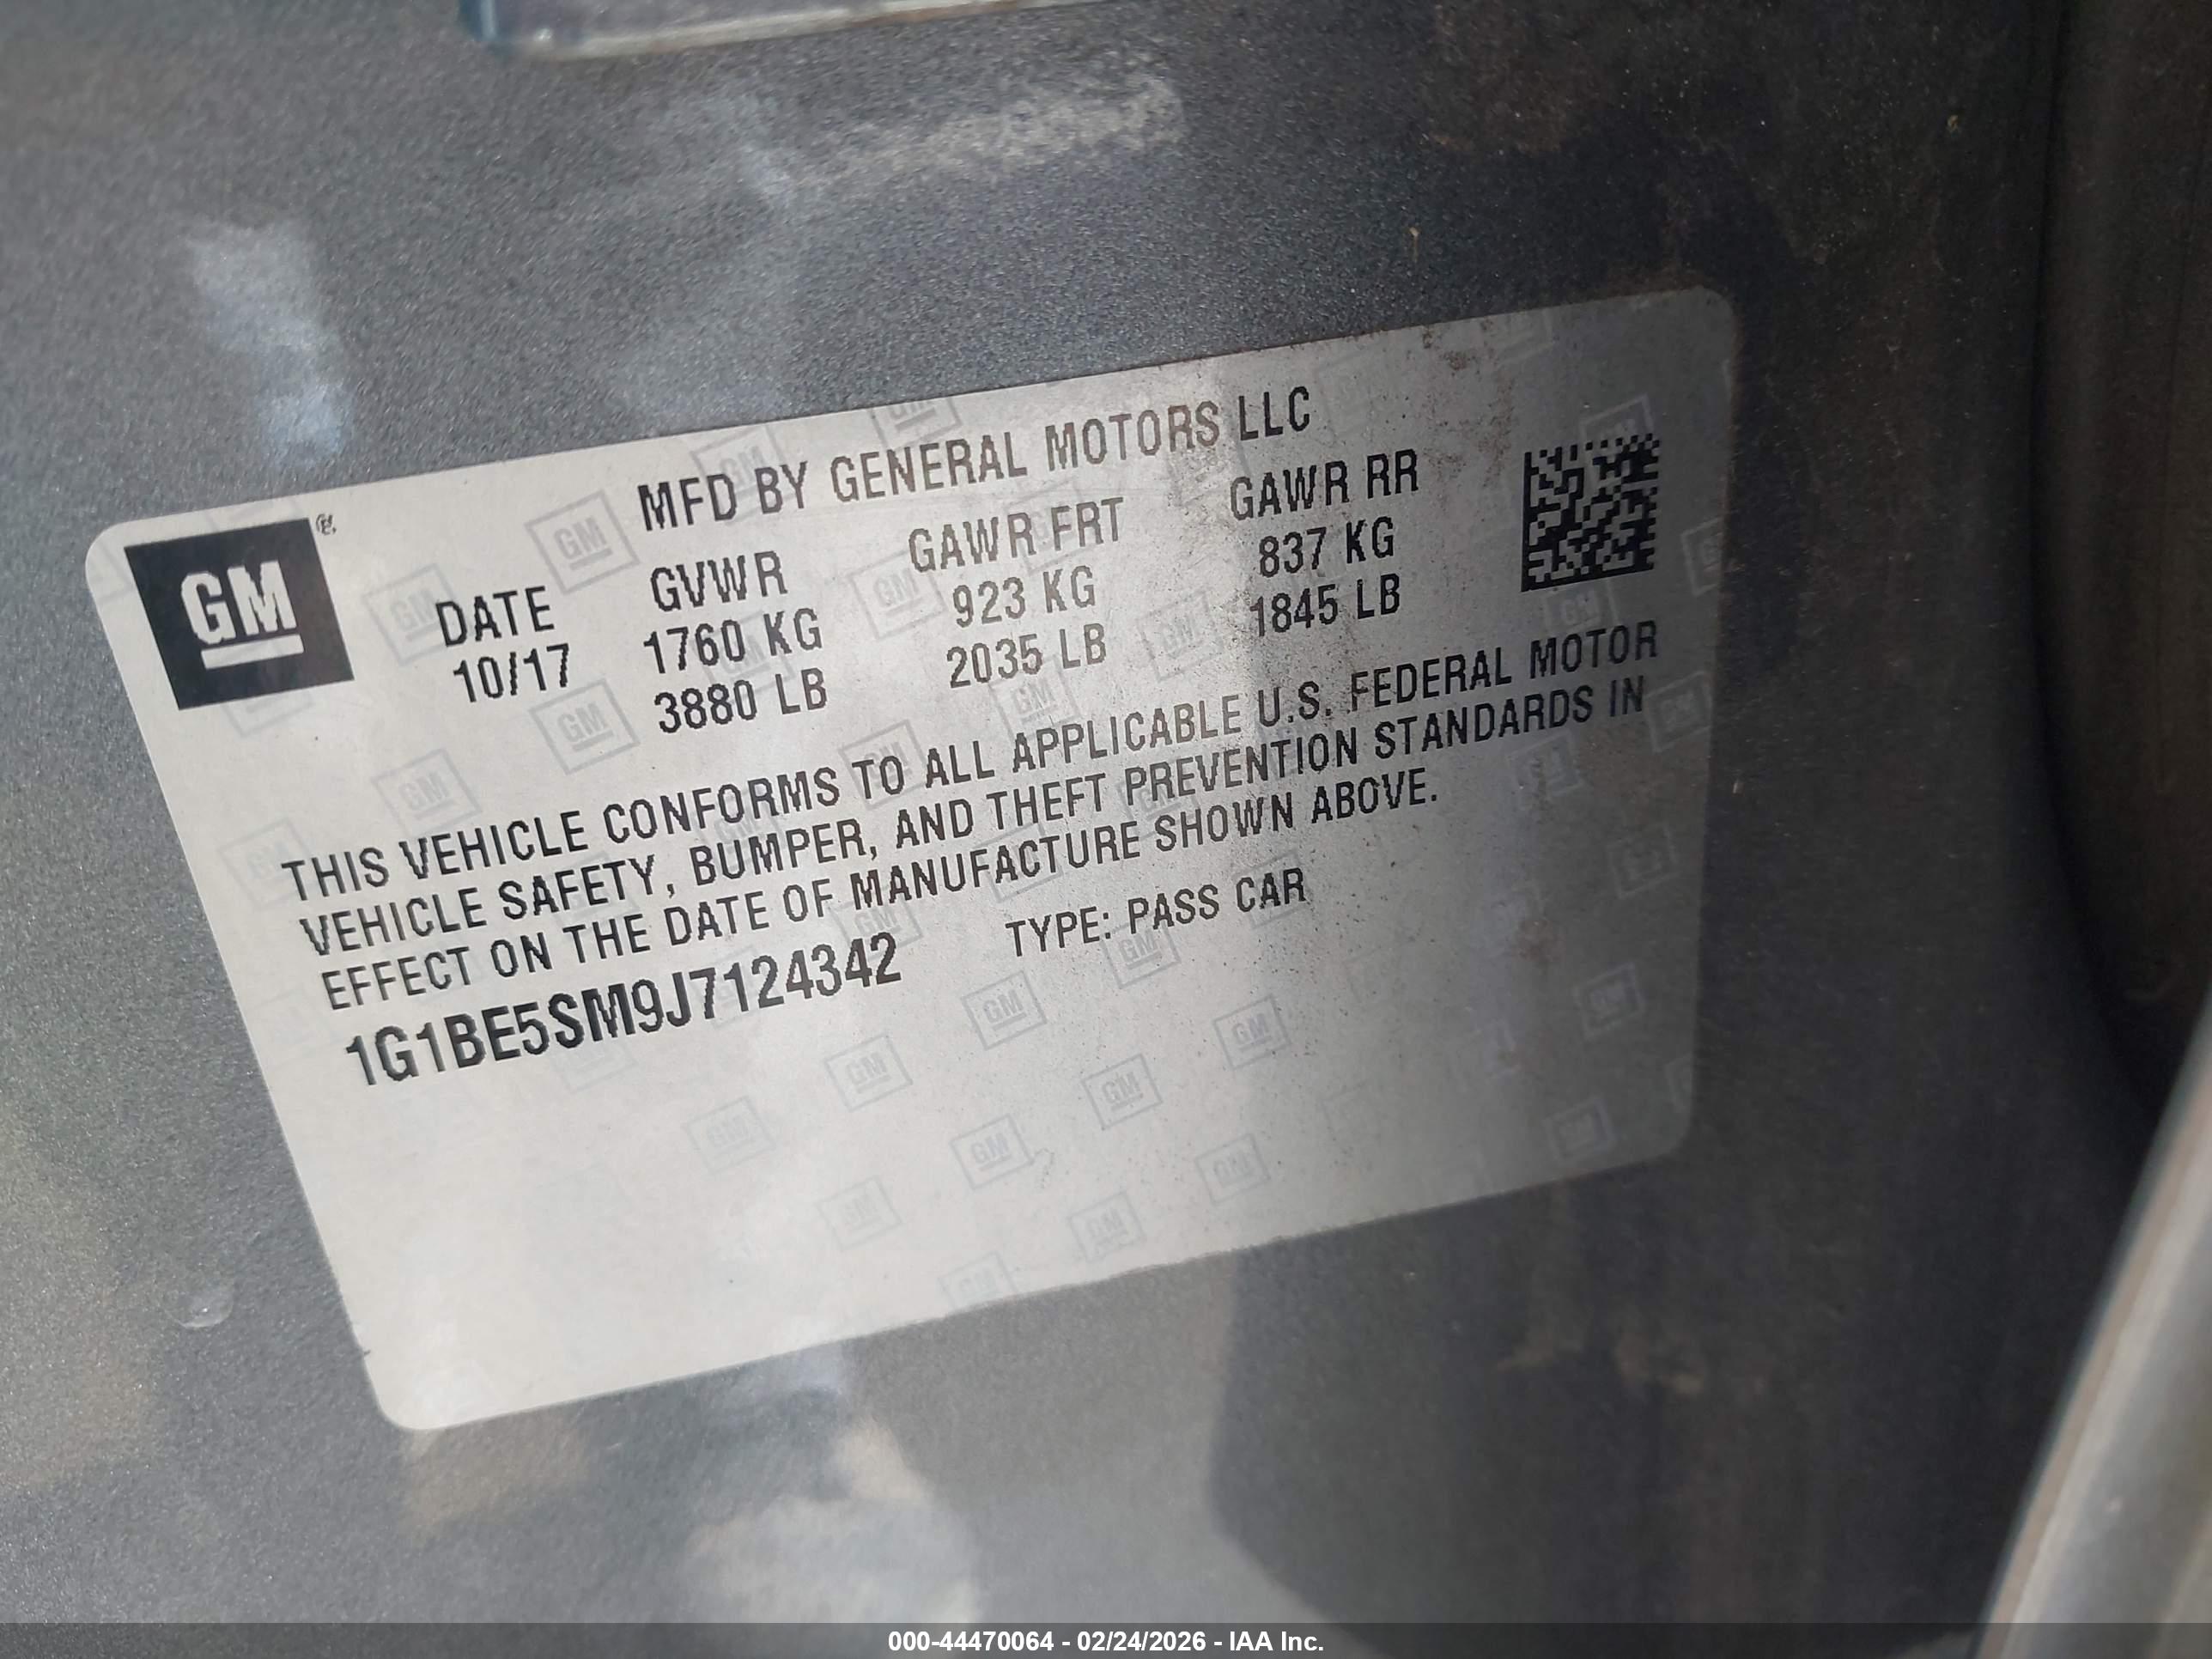 MFD BY GENERAL MOTORS LLC
GM®
DATE GVWR GAWR FRT GAWR RR
10/17 1760 KG 923 KG 837 KG
3880 LB 2035 LB 1845 LB
THIS VEHICLE CONFORMS TO ALL APPLICABLE U.S. FEDERAL MOTOR
VEHICLE SAFETY, BUMPER, AND THEFT PREVENTION STANDARDS IN
EFFECT ON THE DATE OF MANUFACTURE SHOWN ABOVE.
1G1BE5SM9J7124342 TYPE: PASS CAR
000-44470064 - 02/24/2026 - IAA Inc.